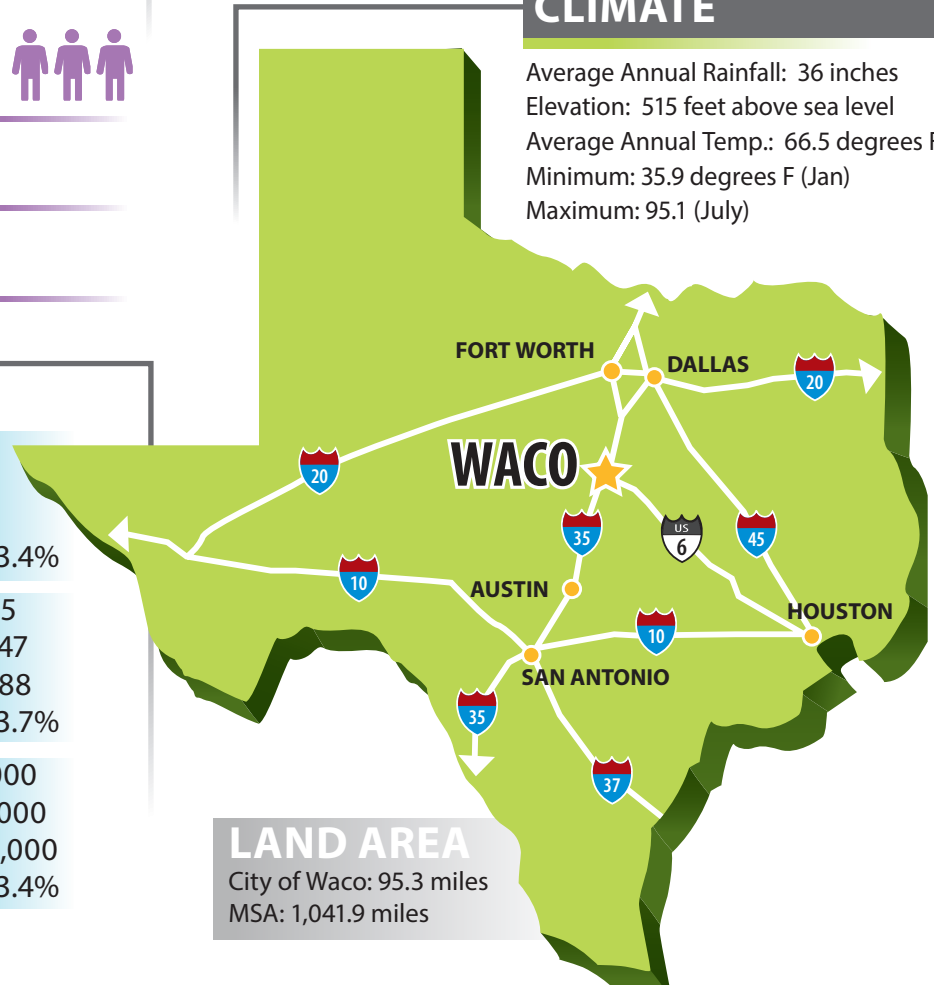 CLIMATE
Average Annual Rainfall: 36 inches
Elevation: 515 feet above sea level
Average Annual Temp.: 66.5 degrees F
Minimum: 35.9 degrees F (Jan)
Maximum: 95.1 (July)
FORT WORTH
DALLAS
20
WACO
20
35
US
6
45
10
AUSTIN
HOUSTON
10
SAN ANTONIO
35
37
3.4%
5
47
88
3.7%
000
000
,000
3.4%
LAND AREA
City of Waco: 95.3 miles
MSA: 1,041.9 miles